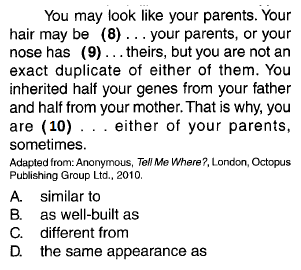 You may look like your parents. Your
hair may be (8) . . . your parents, or your
nose has (9) . . . theirs, but you are not an
exact duplicate of either of them. You
inherited half your genes from your father
and half from your mother. That is why, you
are (10) . . . either of your parents,
sometimes.
Adapted from: Anonymous, Tell Me Where?, London, Octopus
Publishing Group Ltd., 2010.
A. similar to
B. as well-built as
C. different from
D. the same appearance as